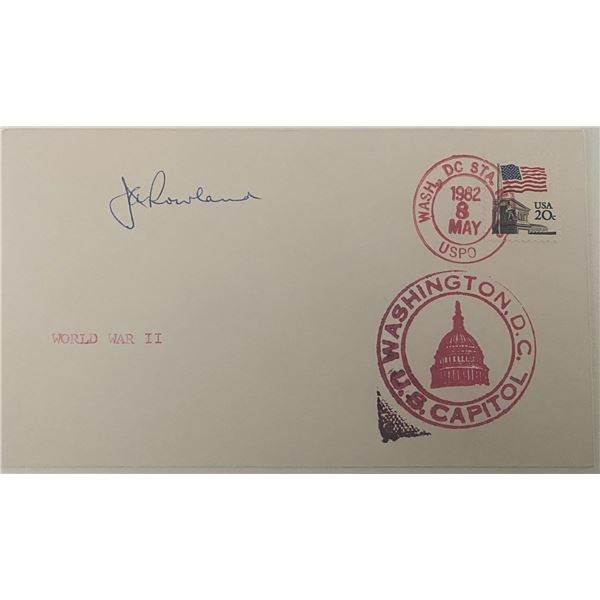 J A Rowland
WASH., DC STA.
1982
8
MAY
USPO
USA
20c
WORLD WAR II
WASHINGTON, D.C.
U.S. CAPITOL